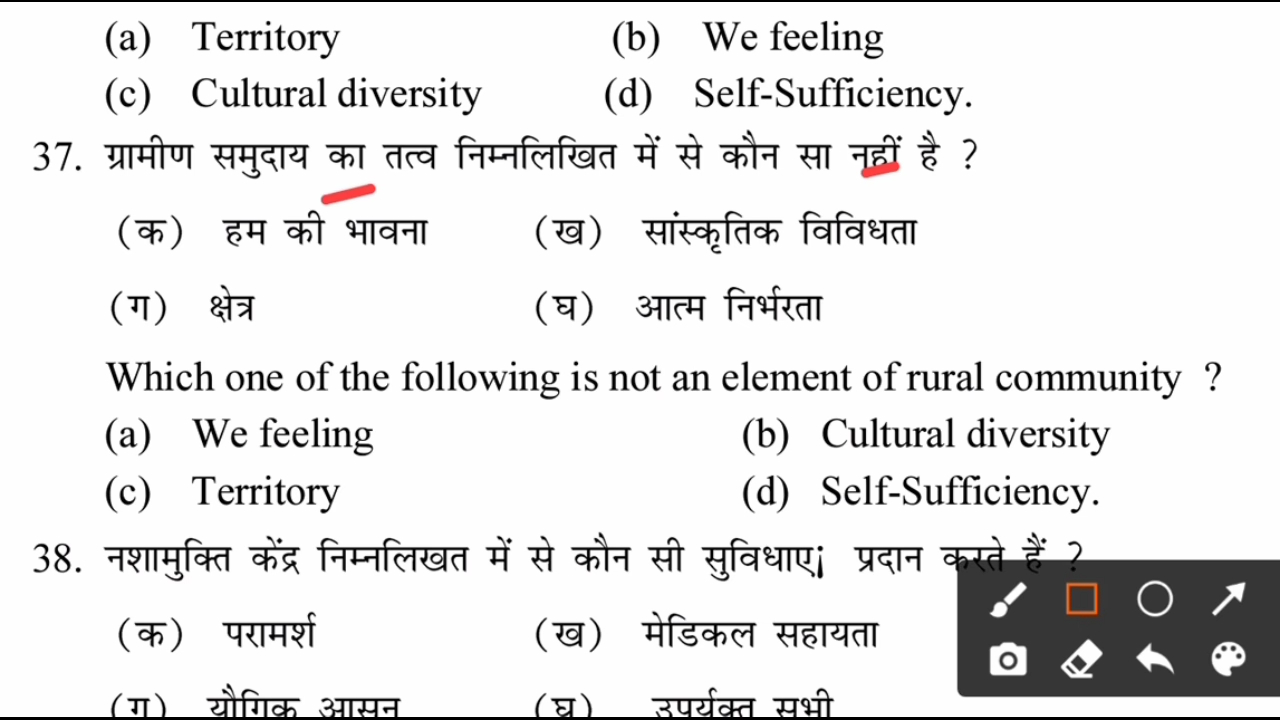 (a) Territory (b) We feeling
(c) Cultural diversity (d) Self-Sufficiency.
37. ग्रामीण समुदाय का तत्व निम्नलिखित में से कौन सा नहीं है ?
(क) हम की भावना (ख) सांस्कृतिक विविधता
(ग) क्षेत्र (घ) आत्म निर्भरता
Which one of the following is not an element of rural community ?
(a) We feeling (b) Cultural diversity
(c) Territory (d) Self-Sufficiency.
38. नशामुक्ति केंद्र निम्नलिखत में से कौन सी सुविधाए¡ प्रदान करते हैं ?
(क) परामर्श (ख) मेडिकल सहायता
(ग) यौगिक आसन (घ) उपर्यक्त सभी